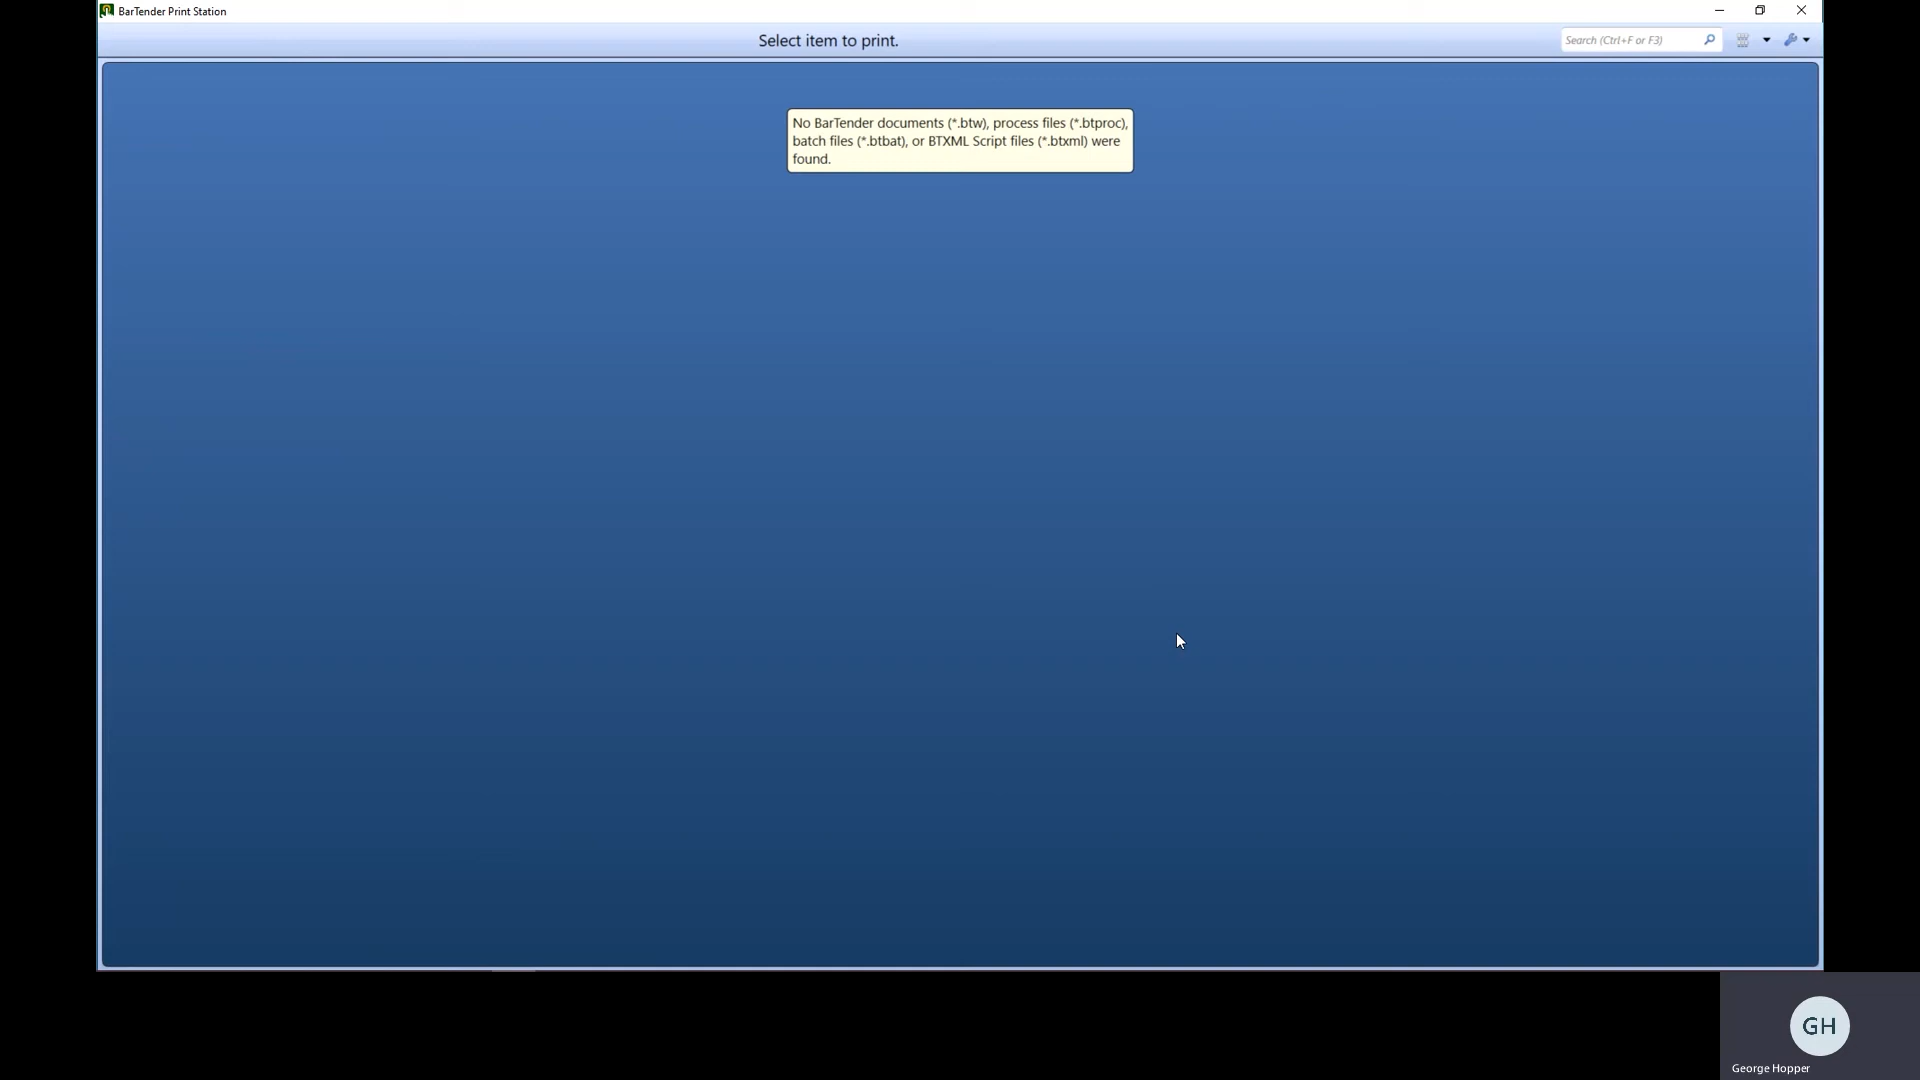 BarTender Print Station
Select item to print.
Search (Ctrl+F or F3)
No BarTender documents (*.btw), process files (*.btproc),
batch files (*.btbat), or BTXML Script files (*.btxml) were
found.
GH
George Hopper